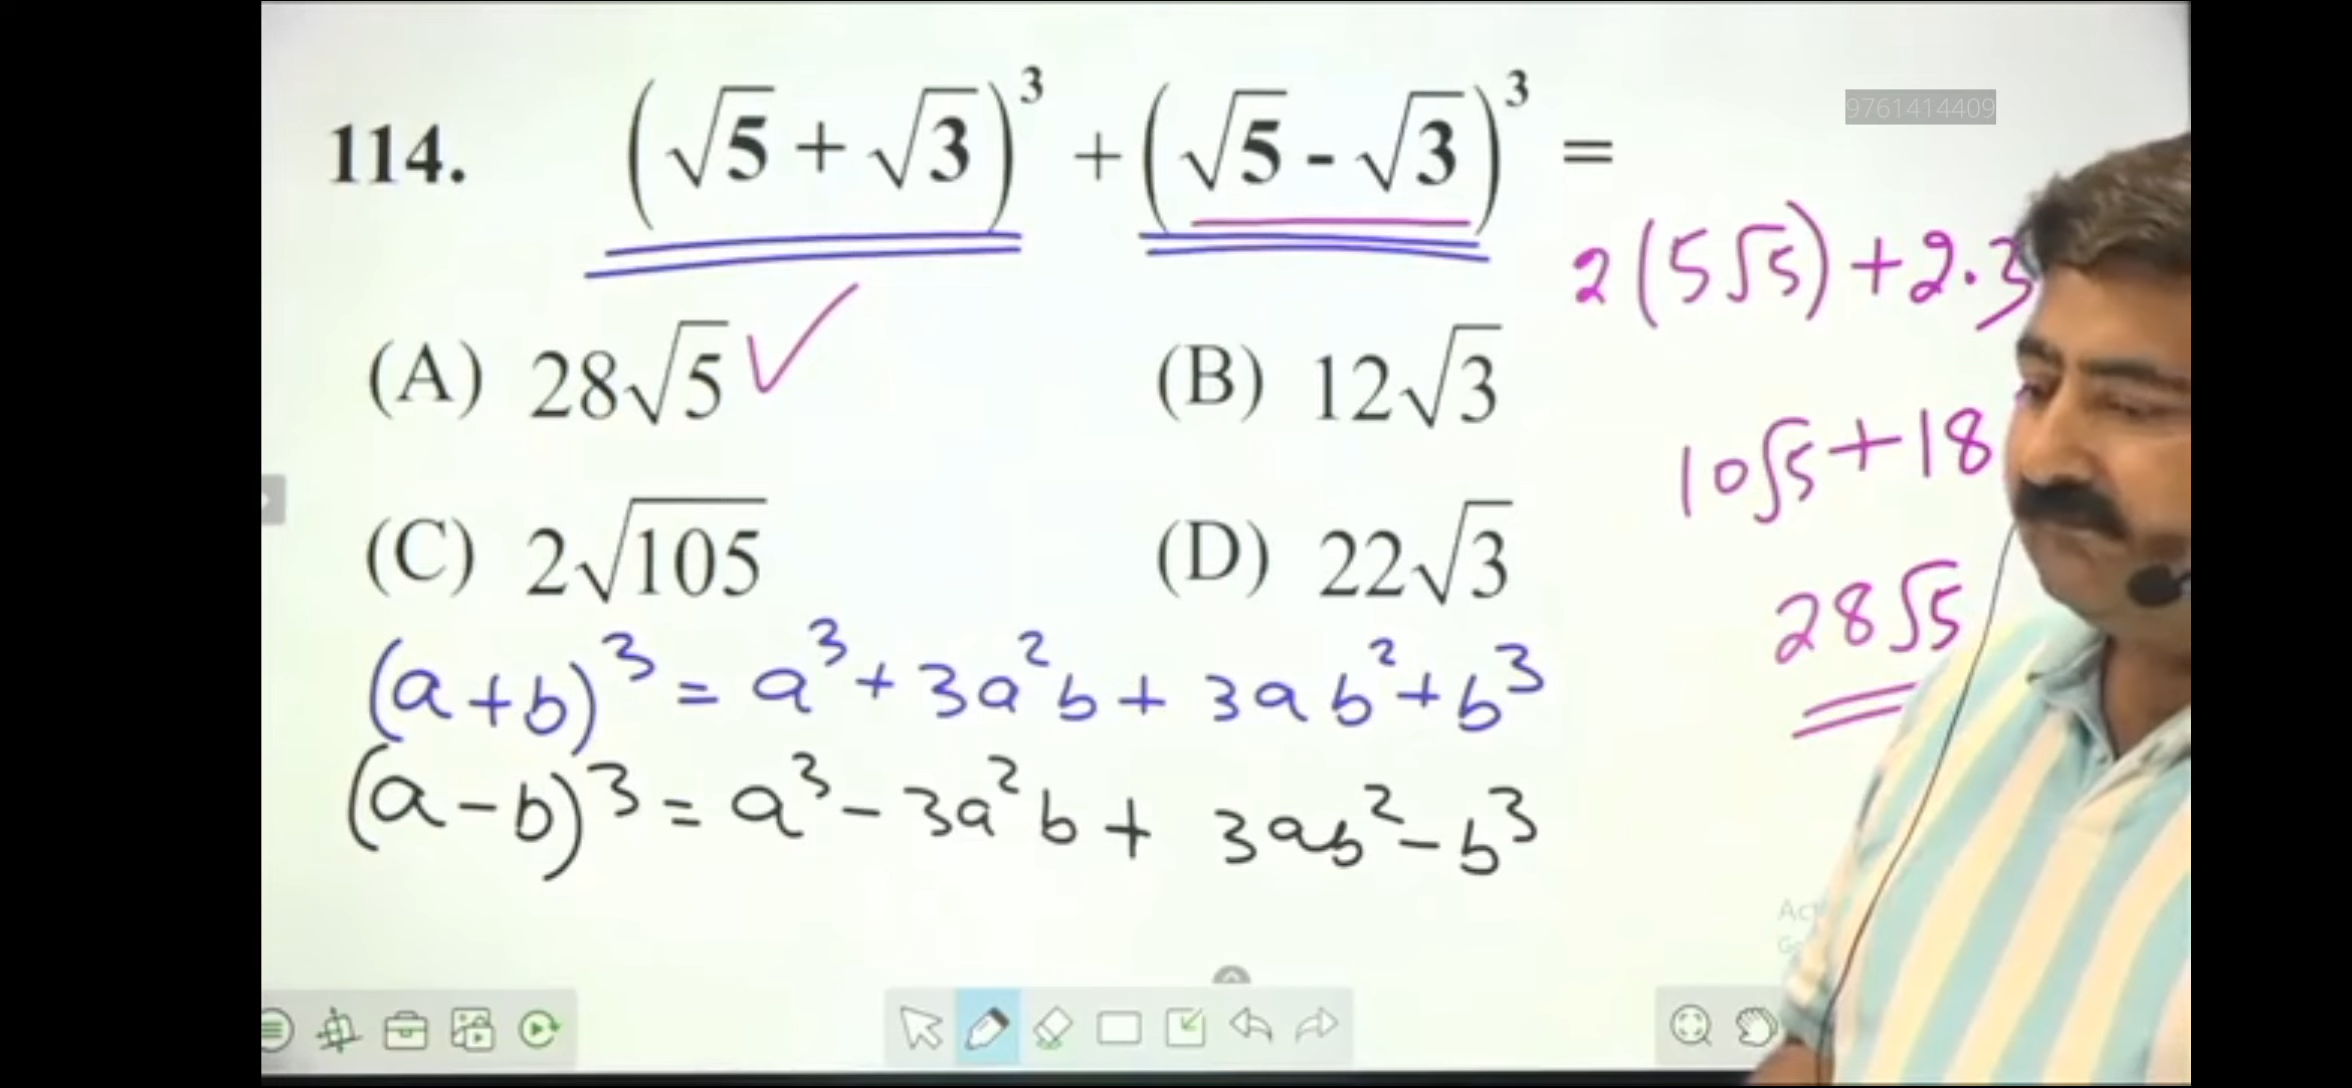 114. (√5 + √3)³ + (√5 - √3)³ =
9761414409
2(5√5) + 2.3
(A) 28√5 ✓ (B) 12√3
10√5 + 18
(C) 2√105 (D) 22√3
28√5
(a+b)³ = a³ + 3a²b + 3ab² + b³
(a-b)³ = a³ - 3a²b + 3ab² - b³